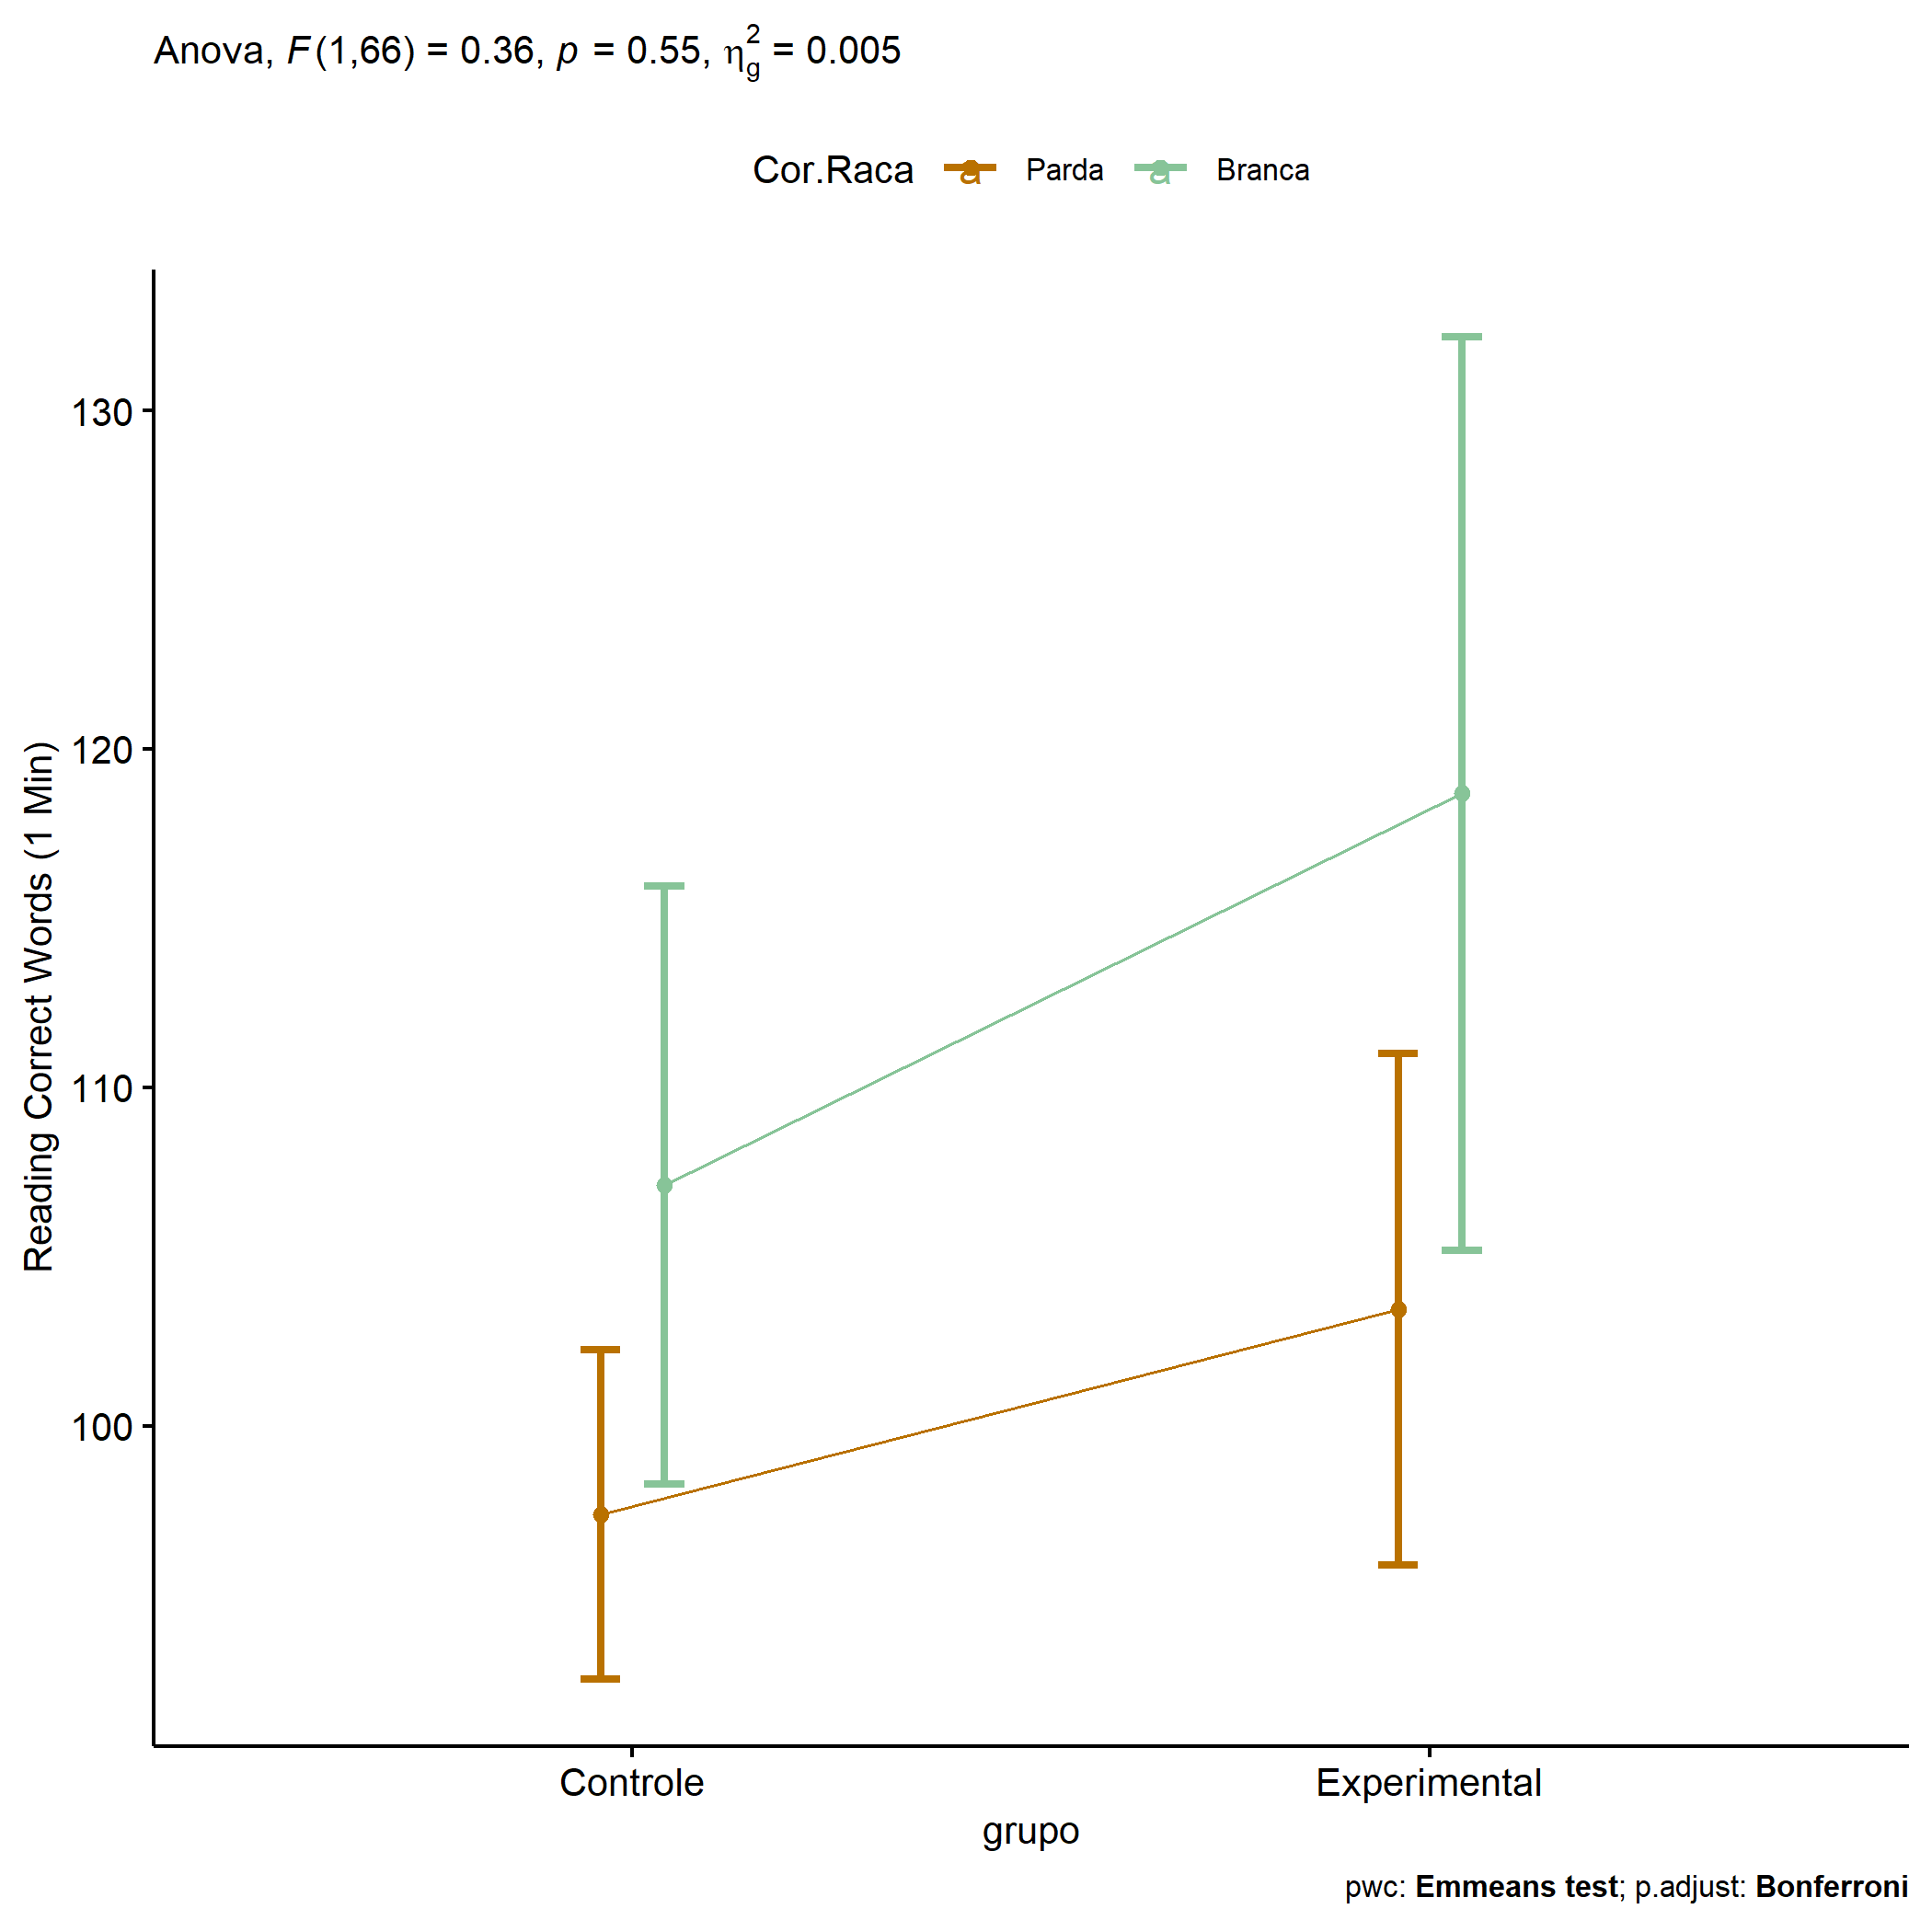 Anova, F(1,66) = 0.36, p = 0.55, η²g = 0.005
Cor.Raca a Parda a Branca
130
120
110
100
Reading Correct Words (1 Min)
Controle Experimental
grupo
pwc: Emmeans test; p.adjust: Bonferroni